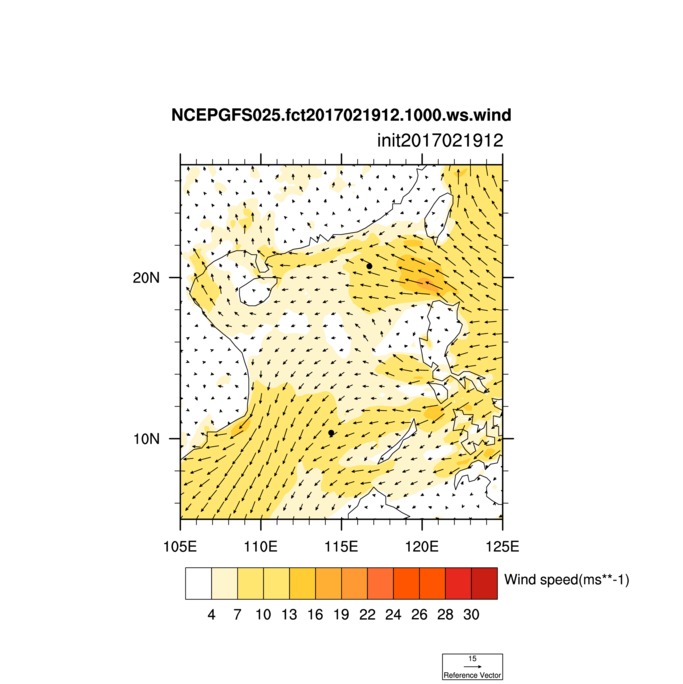 NCEPGFS025.fct2017021912.1000.ws.wind
init2017021912
20N
10N
105E 110E 115E 120E 125E
Wind speed(ms**-1)
4 7 10 13 16 19 22 24 26 28 30
15
Reference Vector